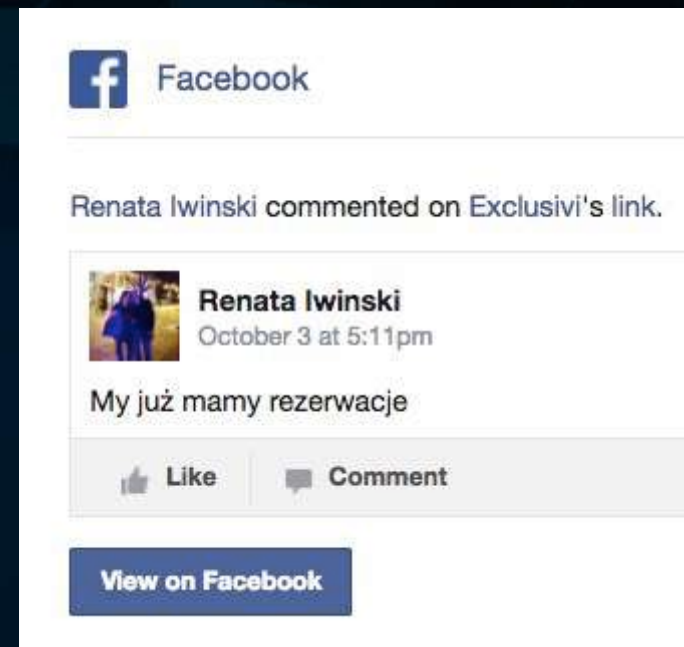 Facebook
Renata Iwinski commented on Exclusivi's link.
Renata Iwinski
October 3 at 5:11pm
My już mamy rezerwacje
Like Comment
View on Facebook